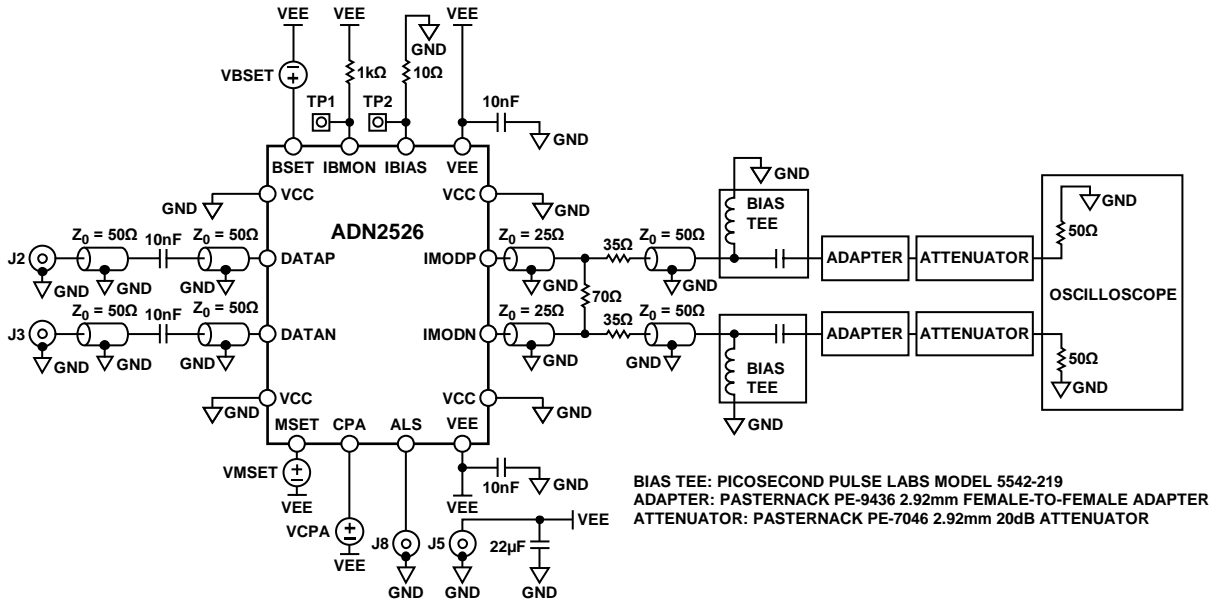 VEE VEE VEE
GND
VBSET 1kΩ 10Ω
TP1 TP2 10nF
GND
BSET IBMON IBIAS VEE
GND VCC VCC GND
GND
BIAS TEE
GND
ADN2526
Z0 = 50Ω 10nF Z0 = 50Ω
Z0 = 25Ω 35Ω Z0 = 50Ω
50Ω
J2 DATAP IMODP ADAPTER ATTENUATOR
GND GND GND GND GND
OSCILLOSCOPE
70Ω
Z0 = 50Ω 10nF Z0 = 50Ω
Z0 = 25Ω 35Ω Z0 = 50Ω
J3 DATAN IMODN ADAPTER ATTENUATOR
GND GND GND GND GND
50Ω
GND
BIAS TEE
GND
GND VCC VCC GND
MSET CPA ALS VEE
VMSET
VEE
10nF GND
VEE
VCPA
VEE
J8 J5 22µF VEE
GND GND GND
BIAS TEE: PICOSECOND PULSE LABS MODEL 5542-219
ADAPTER: PASTERNACK PE-9436 2.92mm FEMALE-TO-FEMALE ADAPTER
ATTENUATOR: PASTERNACK PE-7046 2.92mm 20dB ATTENUATOR